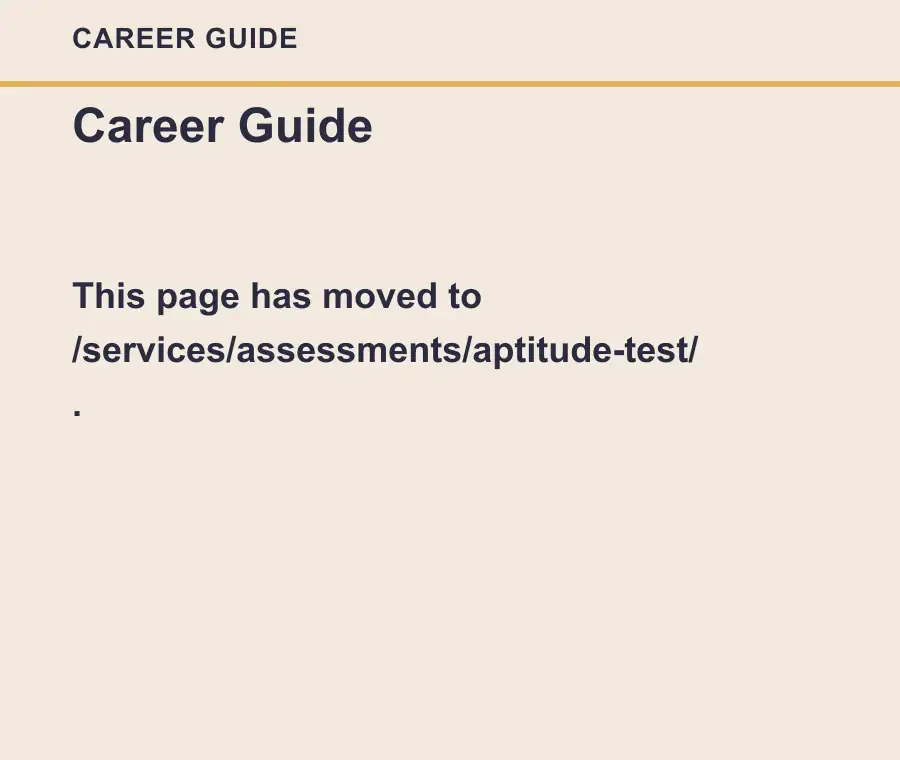 CAREER GUIDE
Career Guide
This page has moved to
/services/assessments/aptitude-test/
.